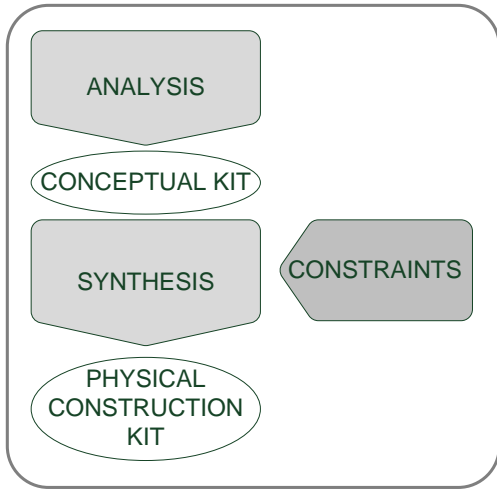 ANALYSIS
CONCEPTUAL KIT
SYNTHESIS
CONSTRAINTS
PHYSICAL
CONSTRUCTION
KIT